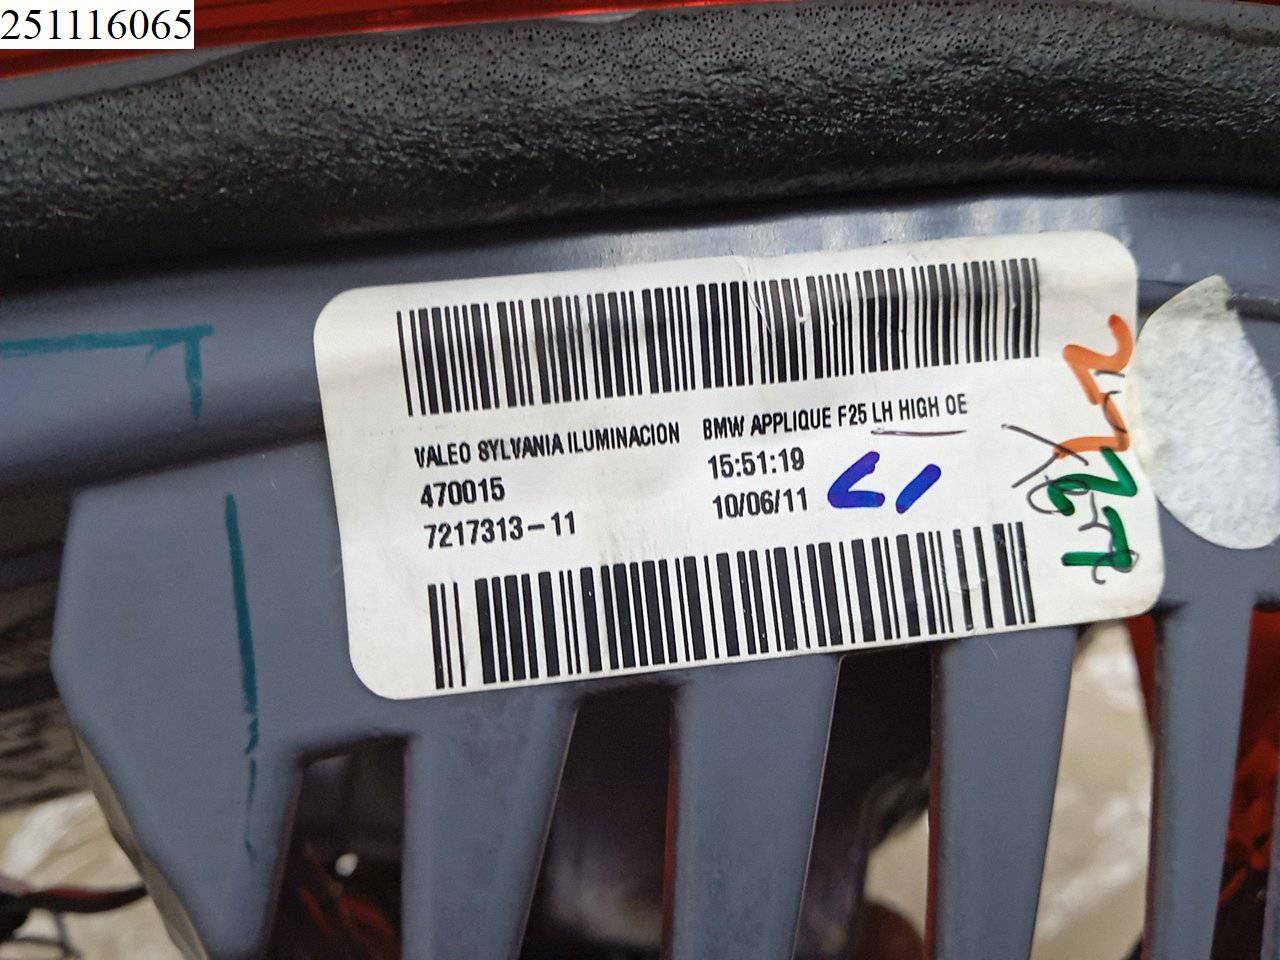 251116065
VALEO SYLVANIA ILUMINACION BMW APPLIQUE F25 LH HIGH OE
470015 15:51:19
7217313-11 10/06/11